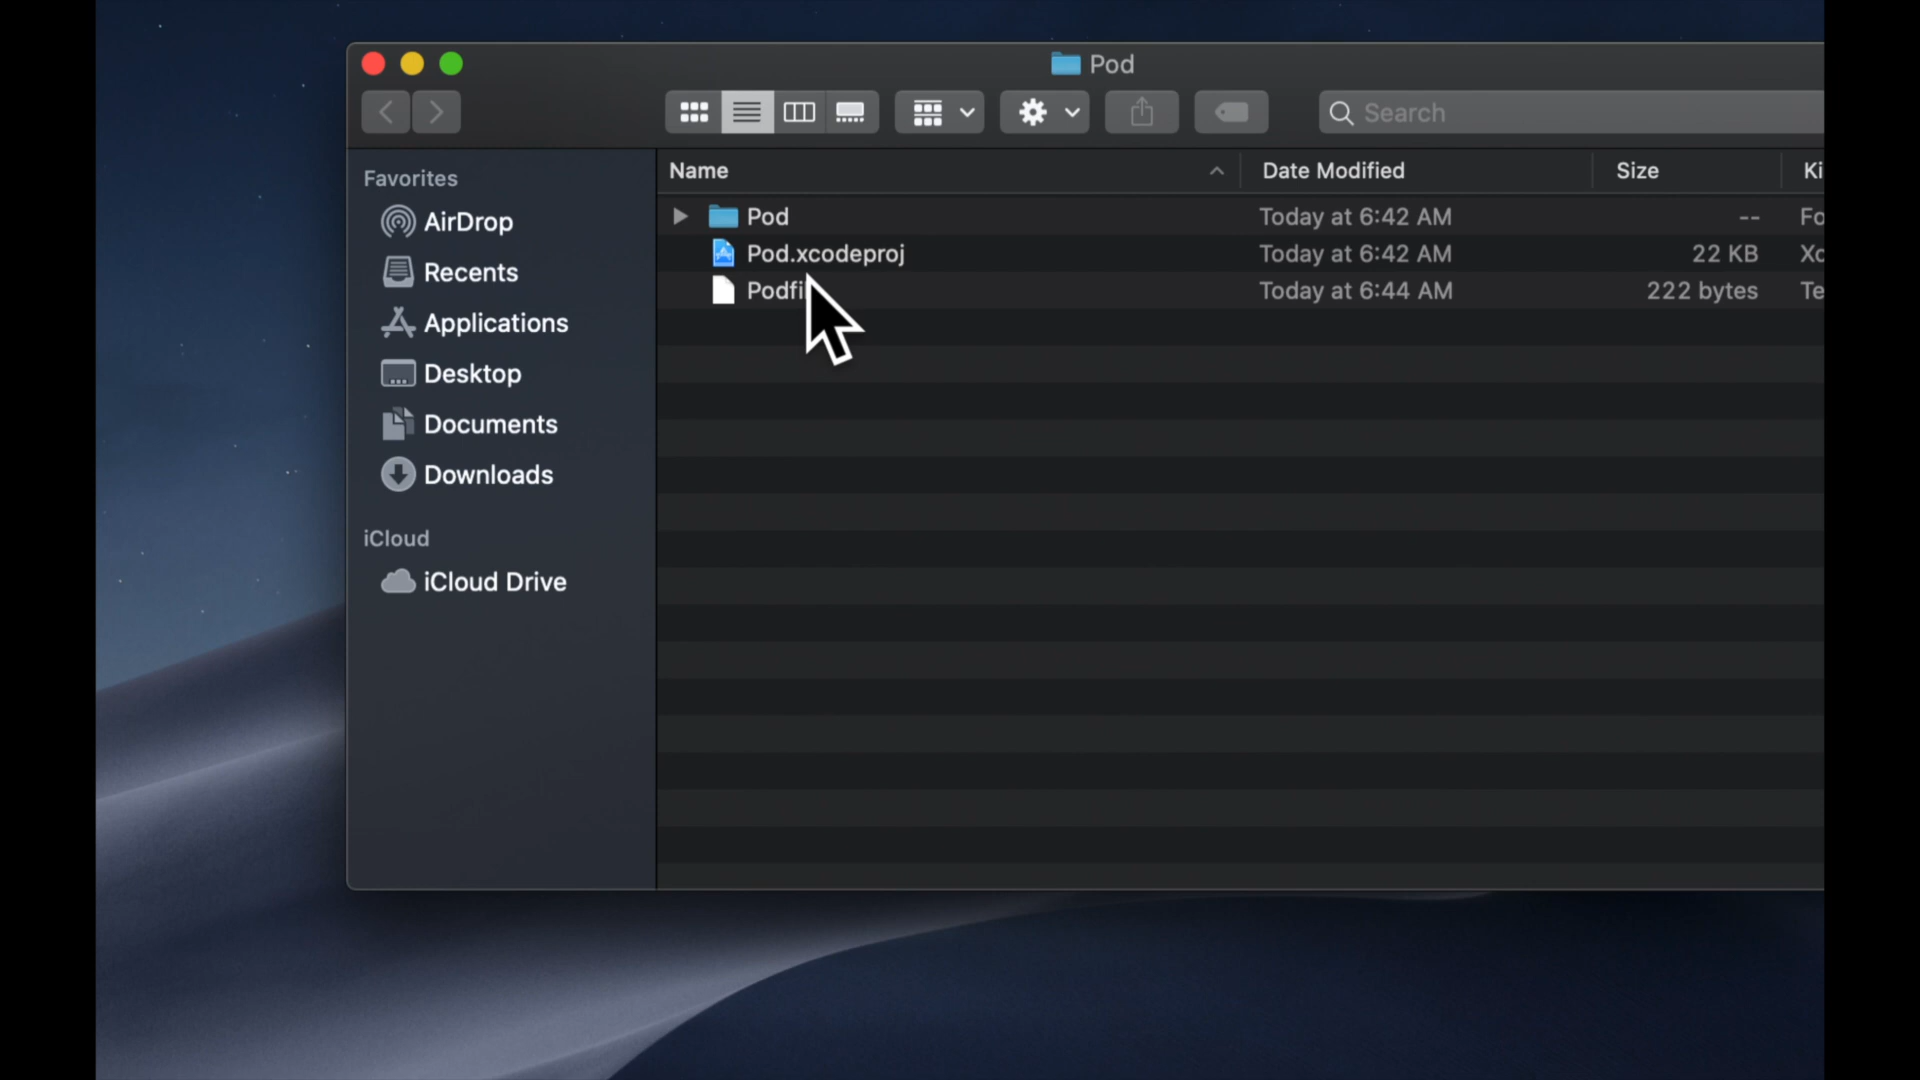 Pod
Search
Favorites
AirDrop
Recents
Applications
Desktop
Documents
Downloads
iCloud
iCloud Drive
Name Date Modified Size Ki
Pod Today at 6:42 AM -- Fo
Pod.xcodeproj Today at 6:42 AM 22 KB Xc
Podfi Today at 6:44 AM 222 bytes Te